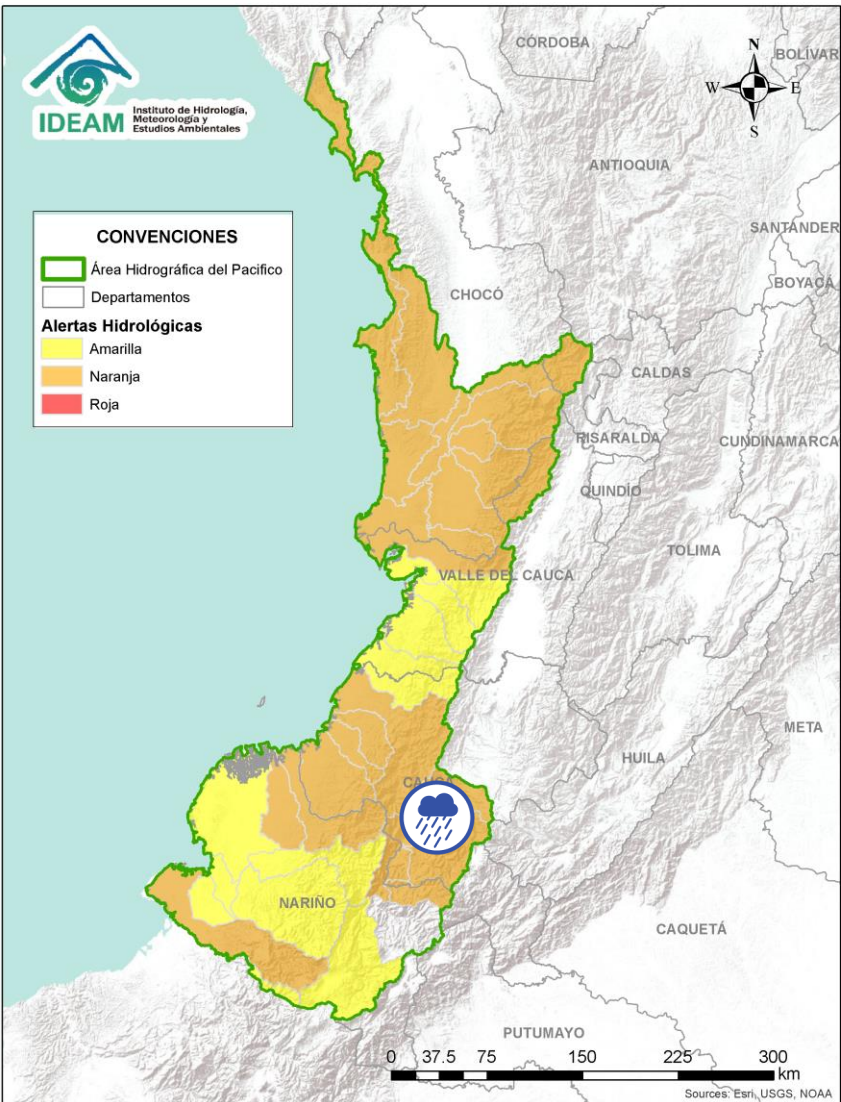 IDEAM
Instituto de Hidrología,
Meteorología y
Estudios Ambientales
N
W
E
S
CÓRDOBA
BOLIVAR
ANTIOQUIA
SANTANDER
BOYACÁ
CHOCÓ
CONVENCIONES
Área Hidrográfica del Pacifico
Departamentos
Alertas Hidrológicas
Amarilla
Naranja
Roja
CALDAS
RISARALDA
CUNDINAMARCA
QUINDÍO
TOLIMA
VALLE DEL CAUCA
META
HUILA
CAUCA
NARIÑO
CAQUETÁ
PUTUMAYO
0 37.5 75 150 225 300
km
Sources: Esri, USGS, NOAA